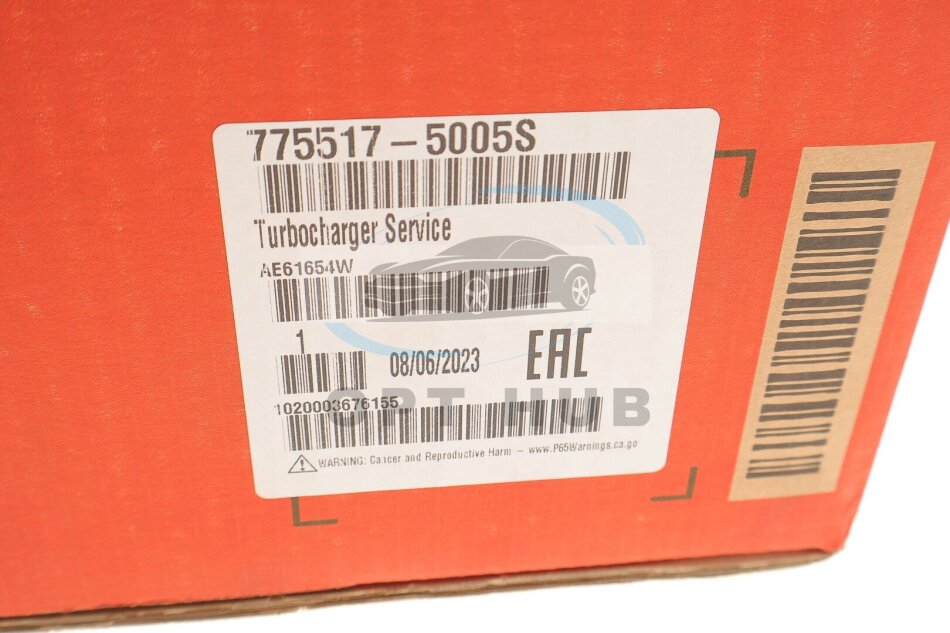 775517-5005S
Turbocharger Service
AE61654W
1
08/06/2023
EAC
1020003676155
OPT HUB
WARNING: Cancer and Reproductive Harm - www.P65Warnings.ca.go